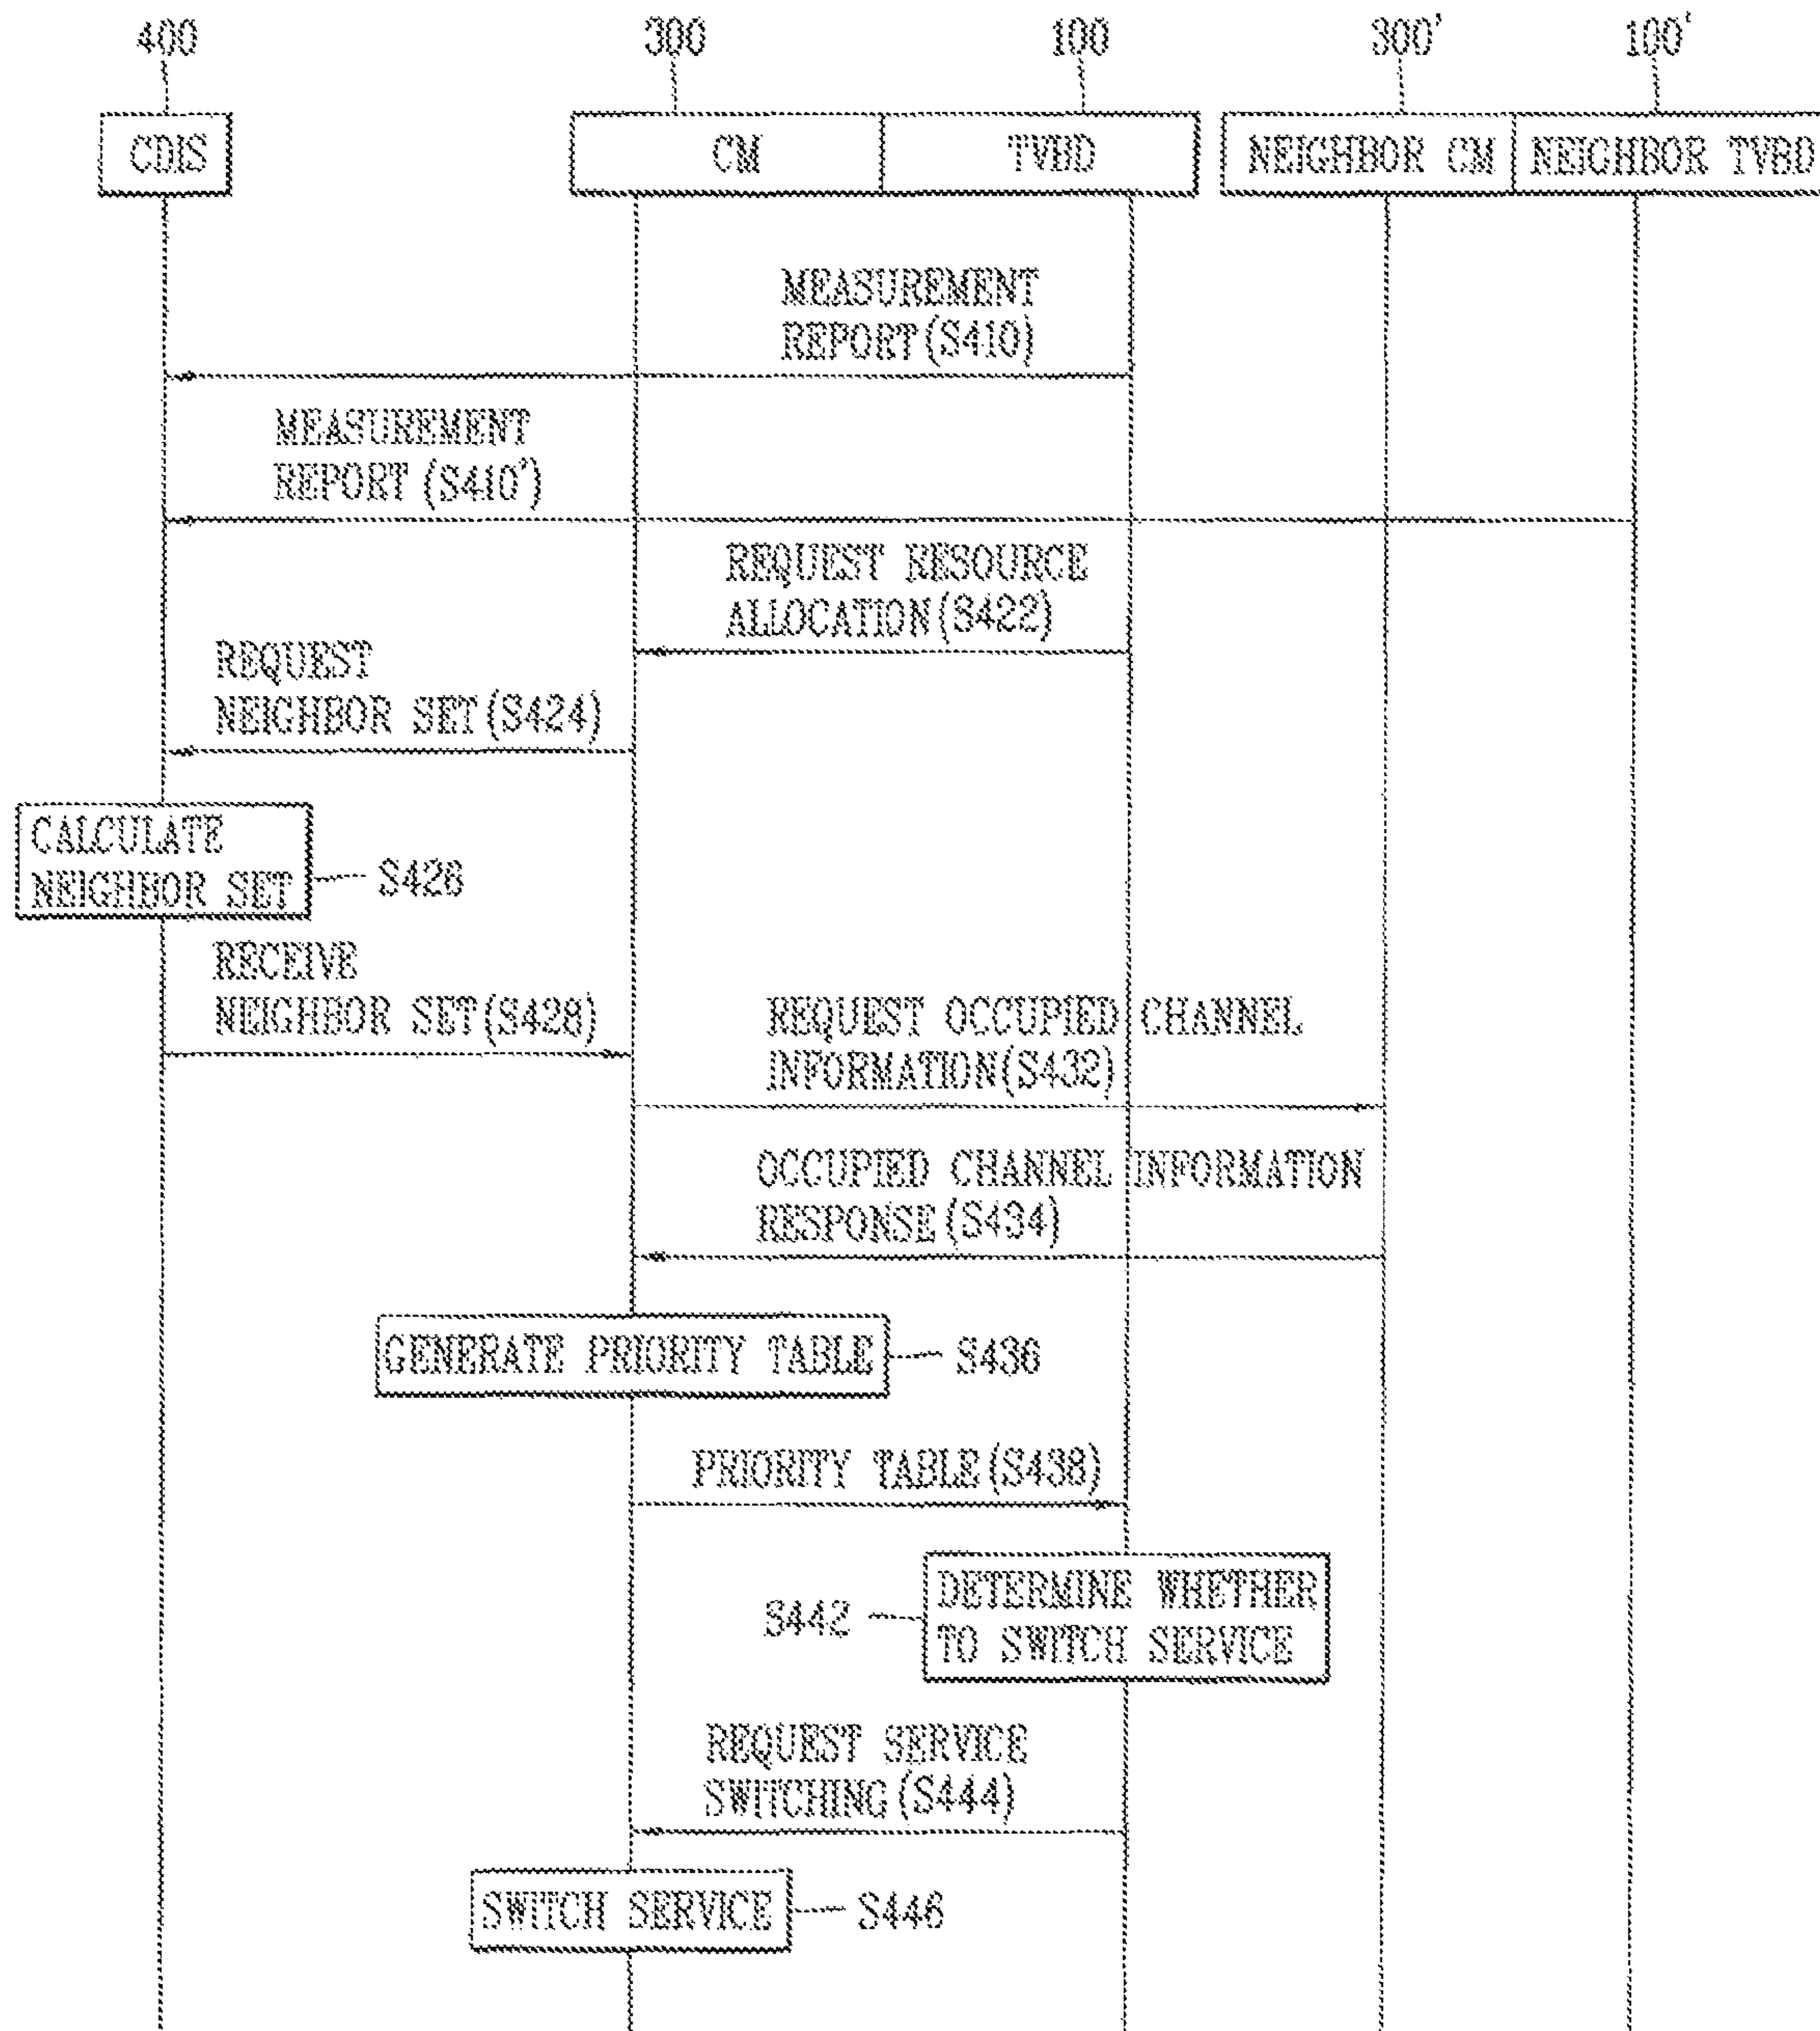 400 300 100 300' 100'
CDIS CM TVBD NEIGHBOR CM NEIGHBOR TVBD
MEASUREMENT
REPORT(S410)
MEASUREMENT
REPORT (S410')
REQUEST RESOURCE
ALLOCATION(S422)
REQUEST
NEIGHBOR SET(S424)
CALCULATE
NEIGHBOR SET
S426
RECEIVE
NEIGHBOR SET(S428)
REQUEST OCCUPIED CHANNEL
INFORMATION(S432)
OCCUPIED CHANNEL INFORMATION
RESPONSE(S434)
GENERATE PRIORITY TABLE S436
PRIORITY TABLE(S438)
S442
DETERMINE WHETHER
TO SWITCH SERVICE
REQUEST SERVICE
SWITCHING(S444)
SWITCH SERVICE S446